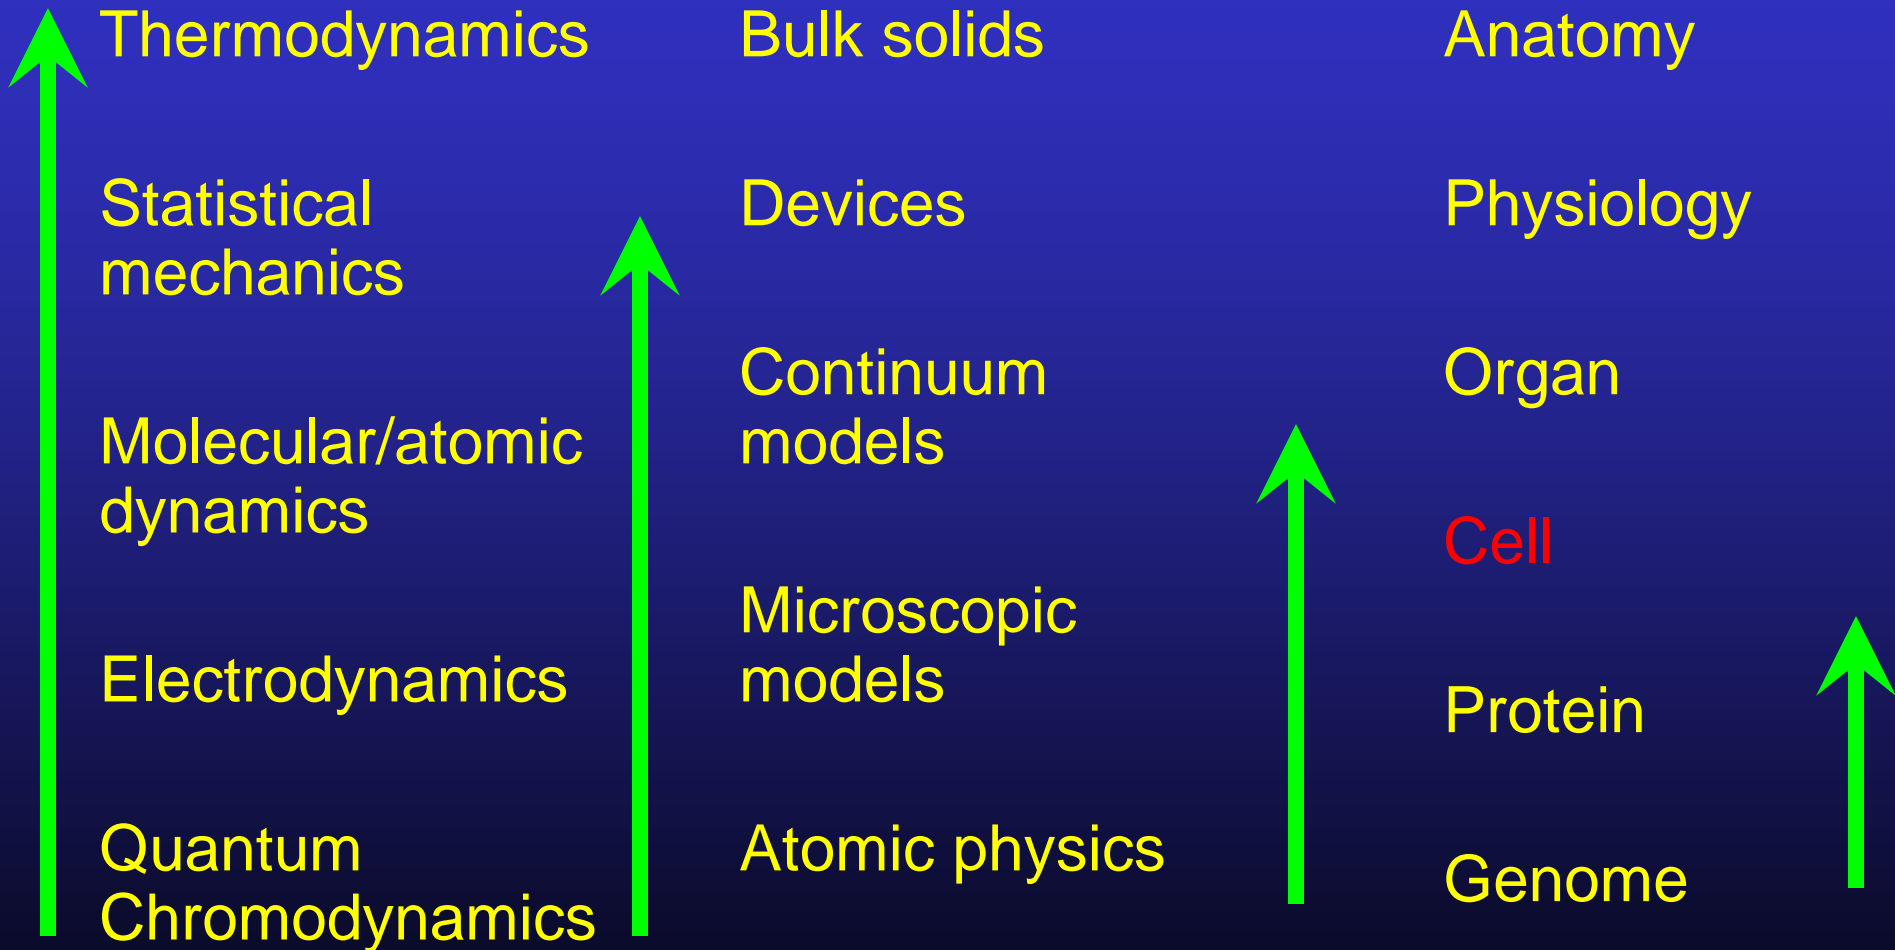 Thermodynamics
Statistical
mechanics
Molecular/atomic
dynamics
Electrodynamics
Quantum
Chromodynamics
Bulk solids
Devices
Continuum
models
Microscopic
models
Atomic physics
Anatomy
Physiology
Organ
Cell
Protein
Genome